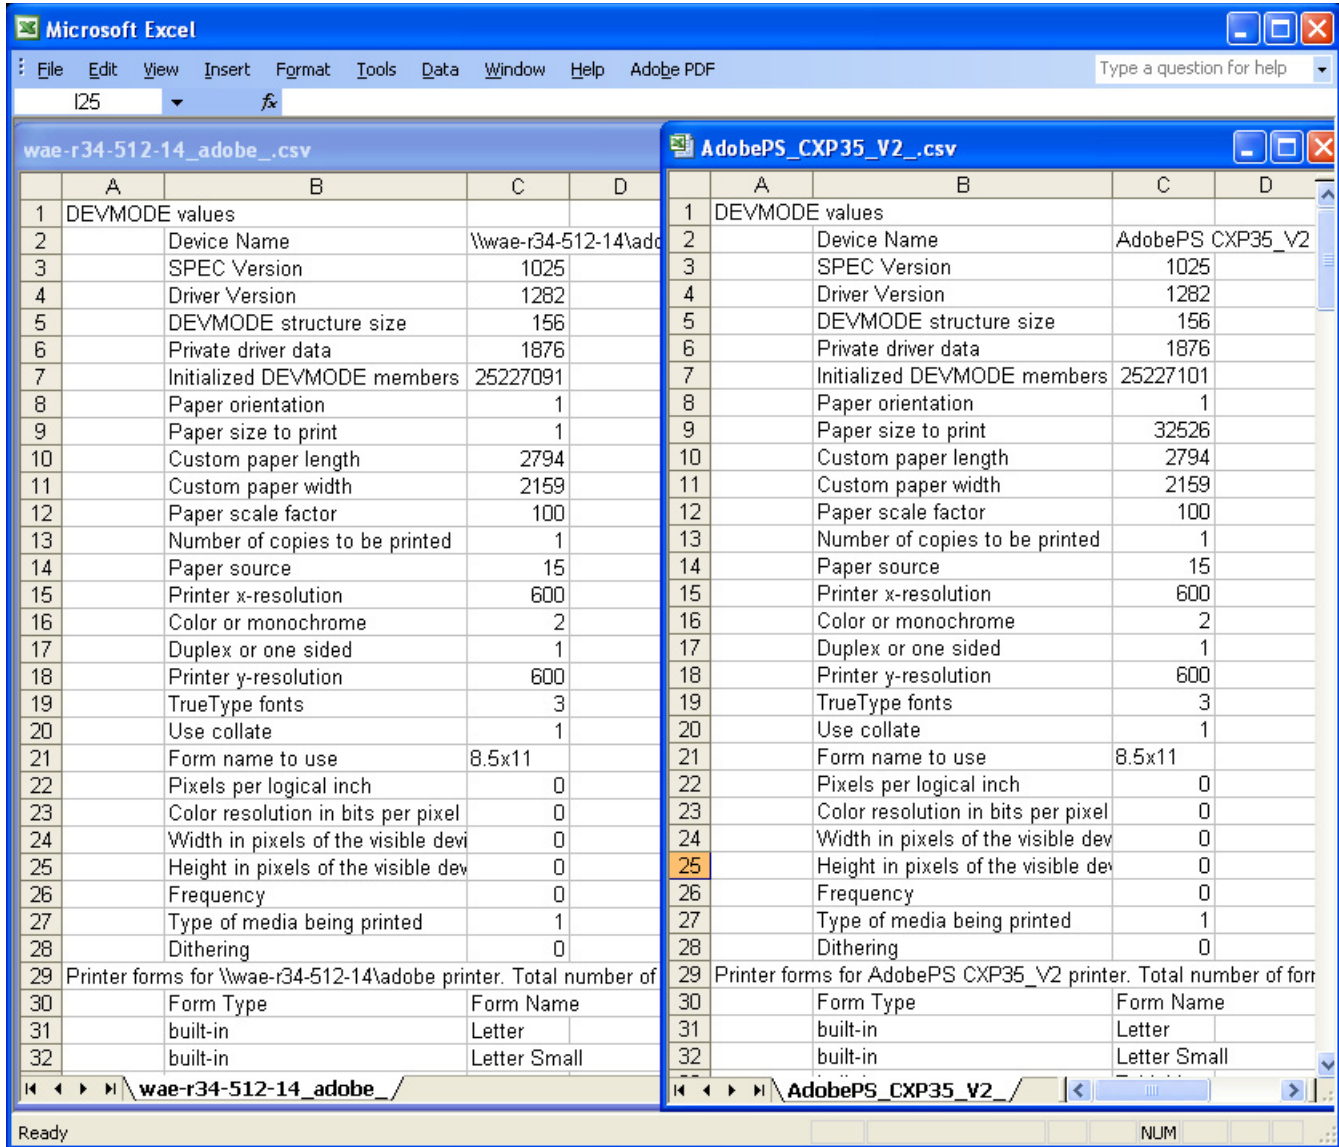 Microsoft Excel
File Edit View Insert Format Tools Data Window Help Adobe PDF Type a question for help
I25 fx
wae-r34-512-14_adobe_.csv
A B C D
1 DEVMODE values
2 Device Name \\wae-r34-512-14\ado
3 SPEC Version 1025
4 Driver Version 1282
5 DEVMODE structure size 156
6 Private driver data 1876
7 Initialized DEVMODE members 25227091
8 Paper orientation 1
9 Paper size to print 1
10 Custom paper length 2794
11 Custom paper width 2159
12 Paper scale factor 100
13 Number of copies to be printed 1
14 Paper source 15
15 Printer x-resolution 600
16 Color or monochrome 2
17 Duplex or one sided 1
18 Printer y-resolution 600
19 TrueType fonts 3
20 Use collate 1
21 Form name to use 8.5x11
22 Pixels per logical inch 0
23 Color resolution in bits per pixel 0
24 Width in pixels of the visible devi 0
25 Height in pixels of the visible dev 0
26 Frequency 0
27 Type of media being printed 1
28 Dithering 0
29 Printer forms for \\wae-r34-512-14\adobe printer. Total number of
30 Form Type Form Name
31 built-in Letter
32 built-in Letter Small
wae-r34-512-14_adobe_
AdobePS_CXP35_V2_.csv
A B C D
1 DEVMODE values
2 Device Name AdobePS CXP35_V2
3 SPEC Version 1025
4 Driver Version 1282
5 DEVMODE structure size 156
6 Private driver data 1876
7 Initialized DEVMODE members 25227101
8 Paper orientation 1
9 Paper size to print 32526
10 Custom paper length 2794
11 Custom paper width 2159
12 Paper scale factor 100
13 Number of copies to be printed 1
14 Paper source 15
15 Printer x-resolution 600
16 Color or monochrome 2
17 Duplex or one sided 1
18 Printer y-resolution 600
19 TrueType fonts 3
20 Use collate 1
21 Form name to use 8.5x11
22 Pixels per logical inch 0
23 Color resolution in bits per pixel 0
24 Width in pixels of the visible dev 0
25 Height in pixels of the visible dev 0
26 Frequency 0
27 Type of media being printed 1
28 Dithering 0
29 Printer forms for AdobePS CXP35_V2 printer. Total number of forn
30 Form Type Form Name
31 built-in Letter
32 built-in Letter Small
AdobePS_CXP35_V2_
Ready NUM